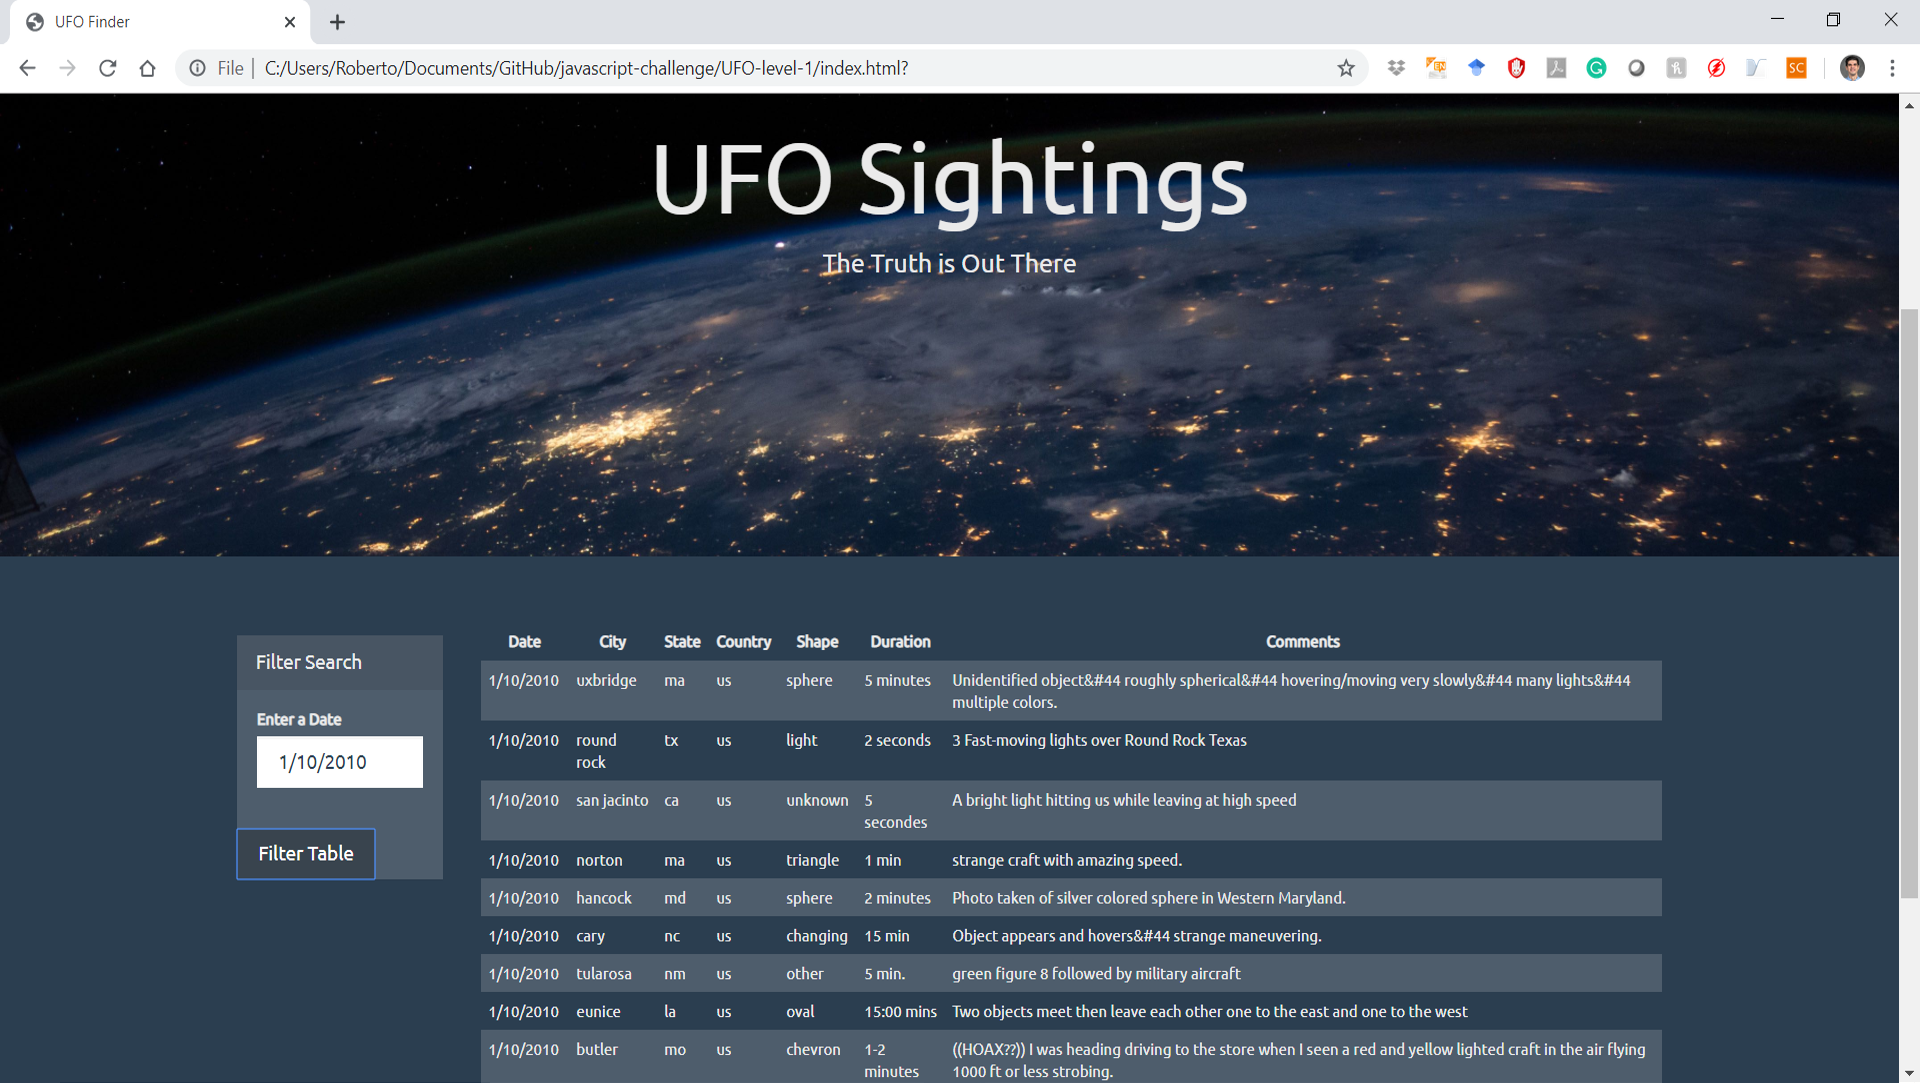 UFO Finder
File | C:/Users/Roberto/Documents/GitHub/javascript-challenge/UFO-level-1/index.html?
UFO Sightings
The Truth is Out There
Filter Search
Enter a Date
1/10/2010
Filter Table
Date City State Country Shape Duration Comments
1/10/2010 uxbridge ma us sphere 5 minutes Unidentified object&#44 roughly spherical&#44 hovering/moving very slowly&#44 many lights&#44
multiple colors.
1/10/2010 round tx us light 2 seconds 3 Fast-moving lights over Round Rock Texas
rock
1/10/2010 san jacinto ca us unknown 5 A bright light hitting us while leaving at high speed
secondes
1/10/2010 norton ma us triangle 1 min strange craft with amazing speed.
1/10/2010 hancock md us sphere 2 minutes Photo taken of silver colored sphere in Western Maryland.
1/10/2010 cary nc us changing 15 min Object appears and hovers&#44 strange maneuvering.
1/10/2010 tularosa nm us other 5 min. green figure 8 followed by military aircraft
1/10/2010 eunice la us oval 15:00 mins Two objects meet then leave each other one to the east and one to the west
1/10/2010 butler mo us chevron 1-2 ((HOAX??)) I was heading driving to the store when I seen a red and yellow lighted craft in the air flying
minutes 1000 ft or less strobing.